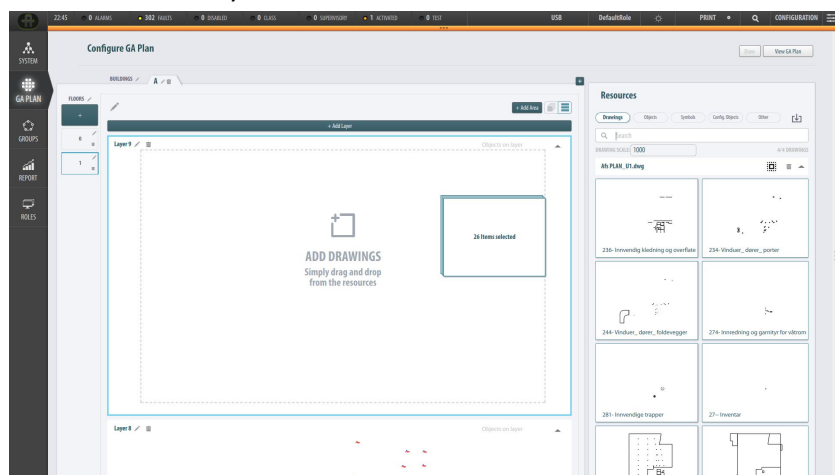 22:45 0 ALARMS 302 FAULTS 0 DISABLED 0 CLASS 0 SUPERVISORY 1 ACTIVATED 0 TEST USB DefaultRole PRINT CONFIGURATION
SYSTEM
GA PLAN
GROUPS
REPORT
ROLES
Configure GA Plan
View GA Plan
BUILDINGS
A
FLOORS
+
0
1
+ Add Area
+ Add Layer
Layer 9
Objects on layer
ADD DRAWINGS
Simply drag and drop
from the resources
26 Items selected
Layer 8
Objects on layer
Resources
Drawings Objects Symbols Config. Objects Other
Search
DRAWING SCALE: 1000
4/4 DRAWINGS
Afs PLAN_U1.dwg
236- Innvendig kledning og overflate
234- Vinduer_ dører_ porter
244- Vinduer_ dører_ foldevegger
274- Innredning og garnityr for våtrom
281- Innvendige trapper
27-- Inventar